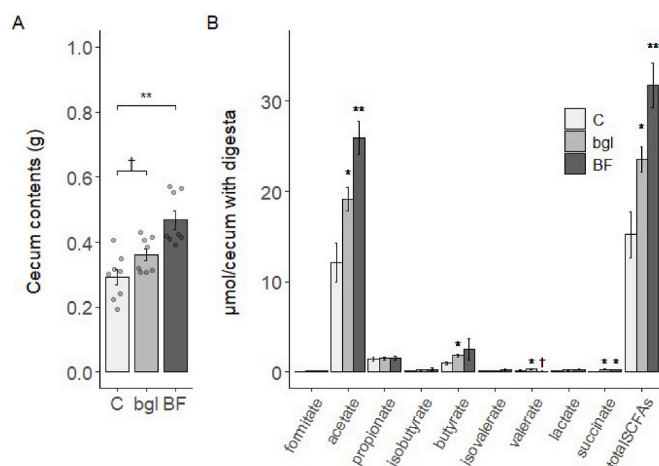 A
B
1.0
0.8
0.6
0.4
0.2
0.0
Cecum contents (g)
**
†
C bgl BF
30
20
10
0
µmol/cecum with digesta
C
bgl
BF
* **
*
* †
* *
* **
formitate
acetate
propionate
isobutyrate
butyrate
isovalerate
valerate
lactate
succinate
totalSCFAs